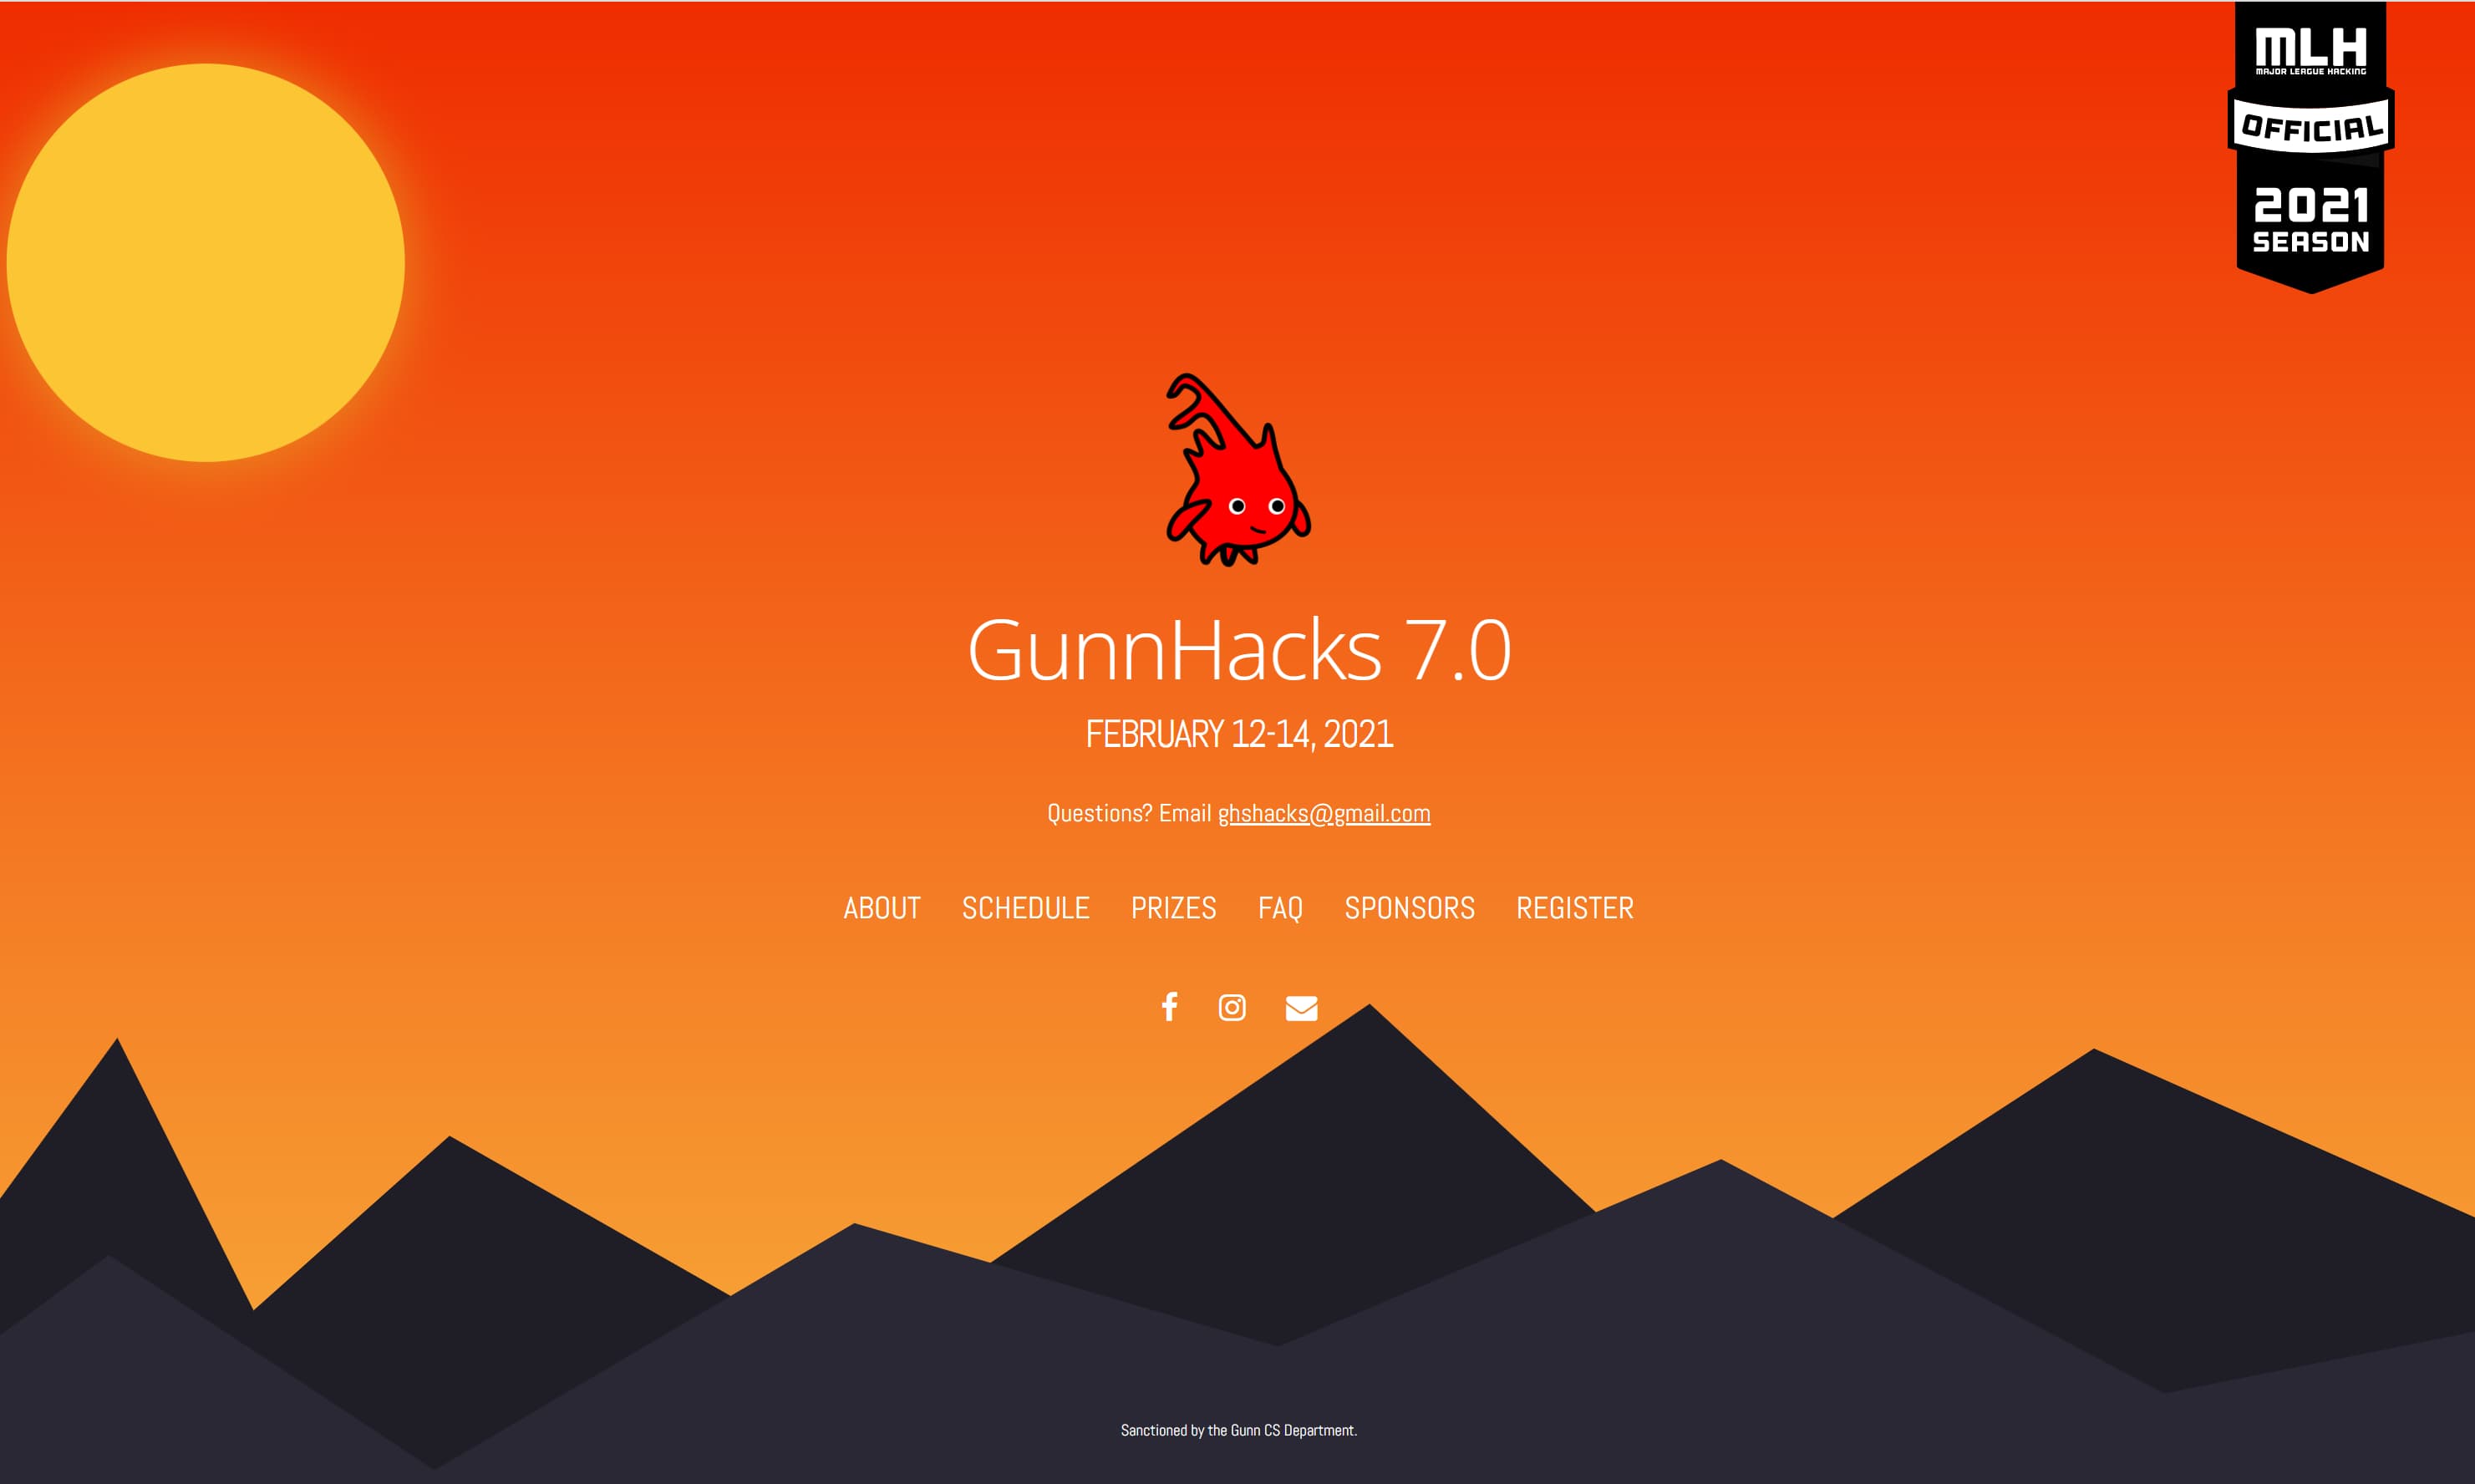 MLH
MAJOR LEAGUE HACKING
OFFICIAL
2021
SEASON
GunnHacks 7.0
FEBRUARY 12-14, 2021
Questions? Email ghshacks@gmail.com
ABOUT SCHEDULE PRIZES FAQ SPONSORS REGISTER
Sanctioned by the Gunn CS Department.